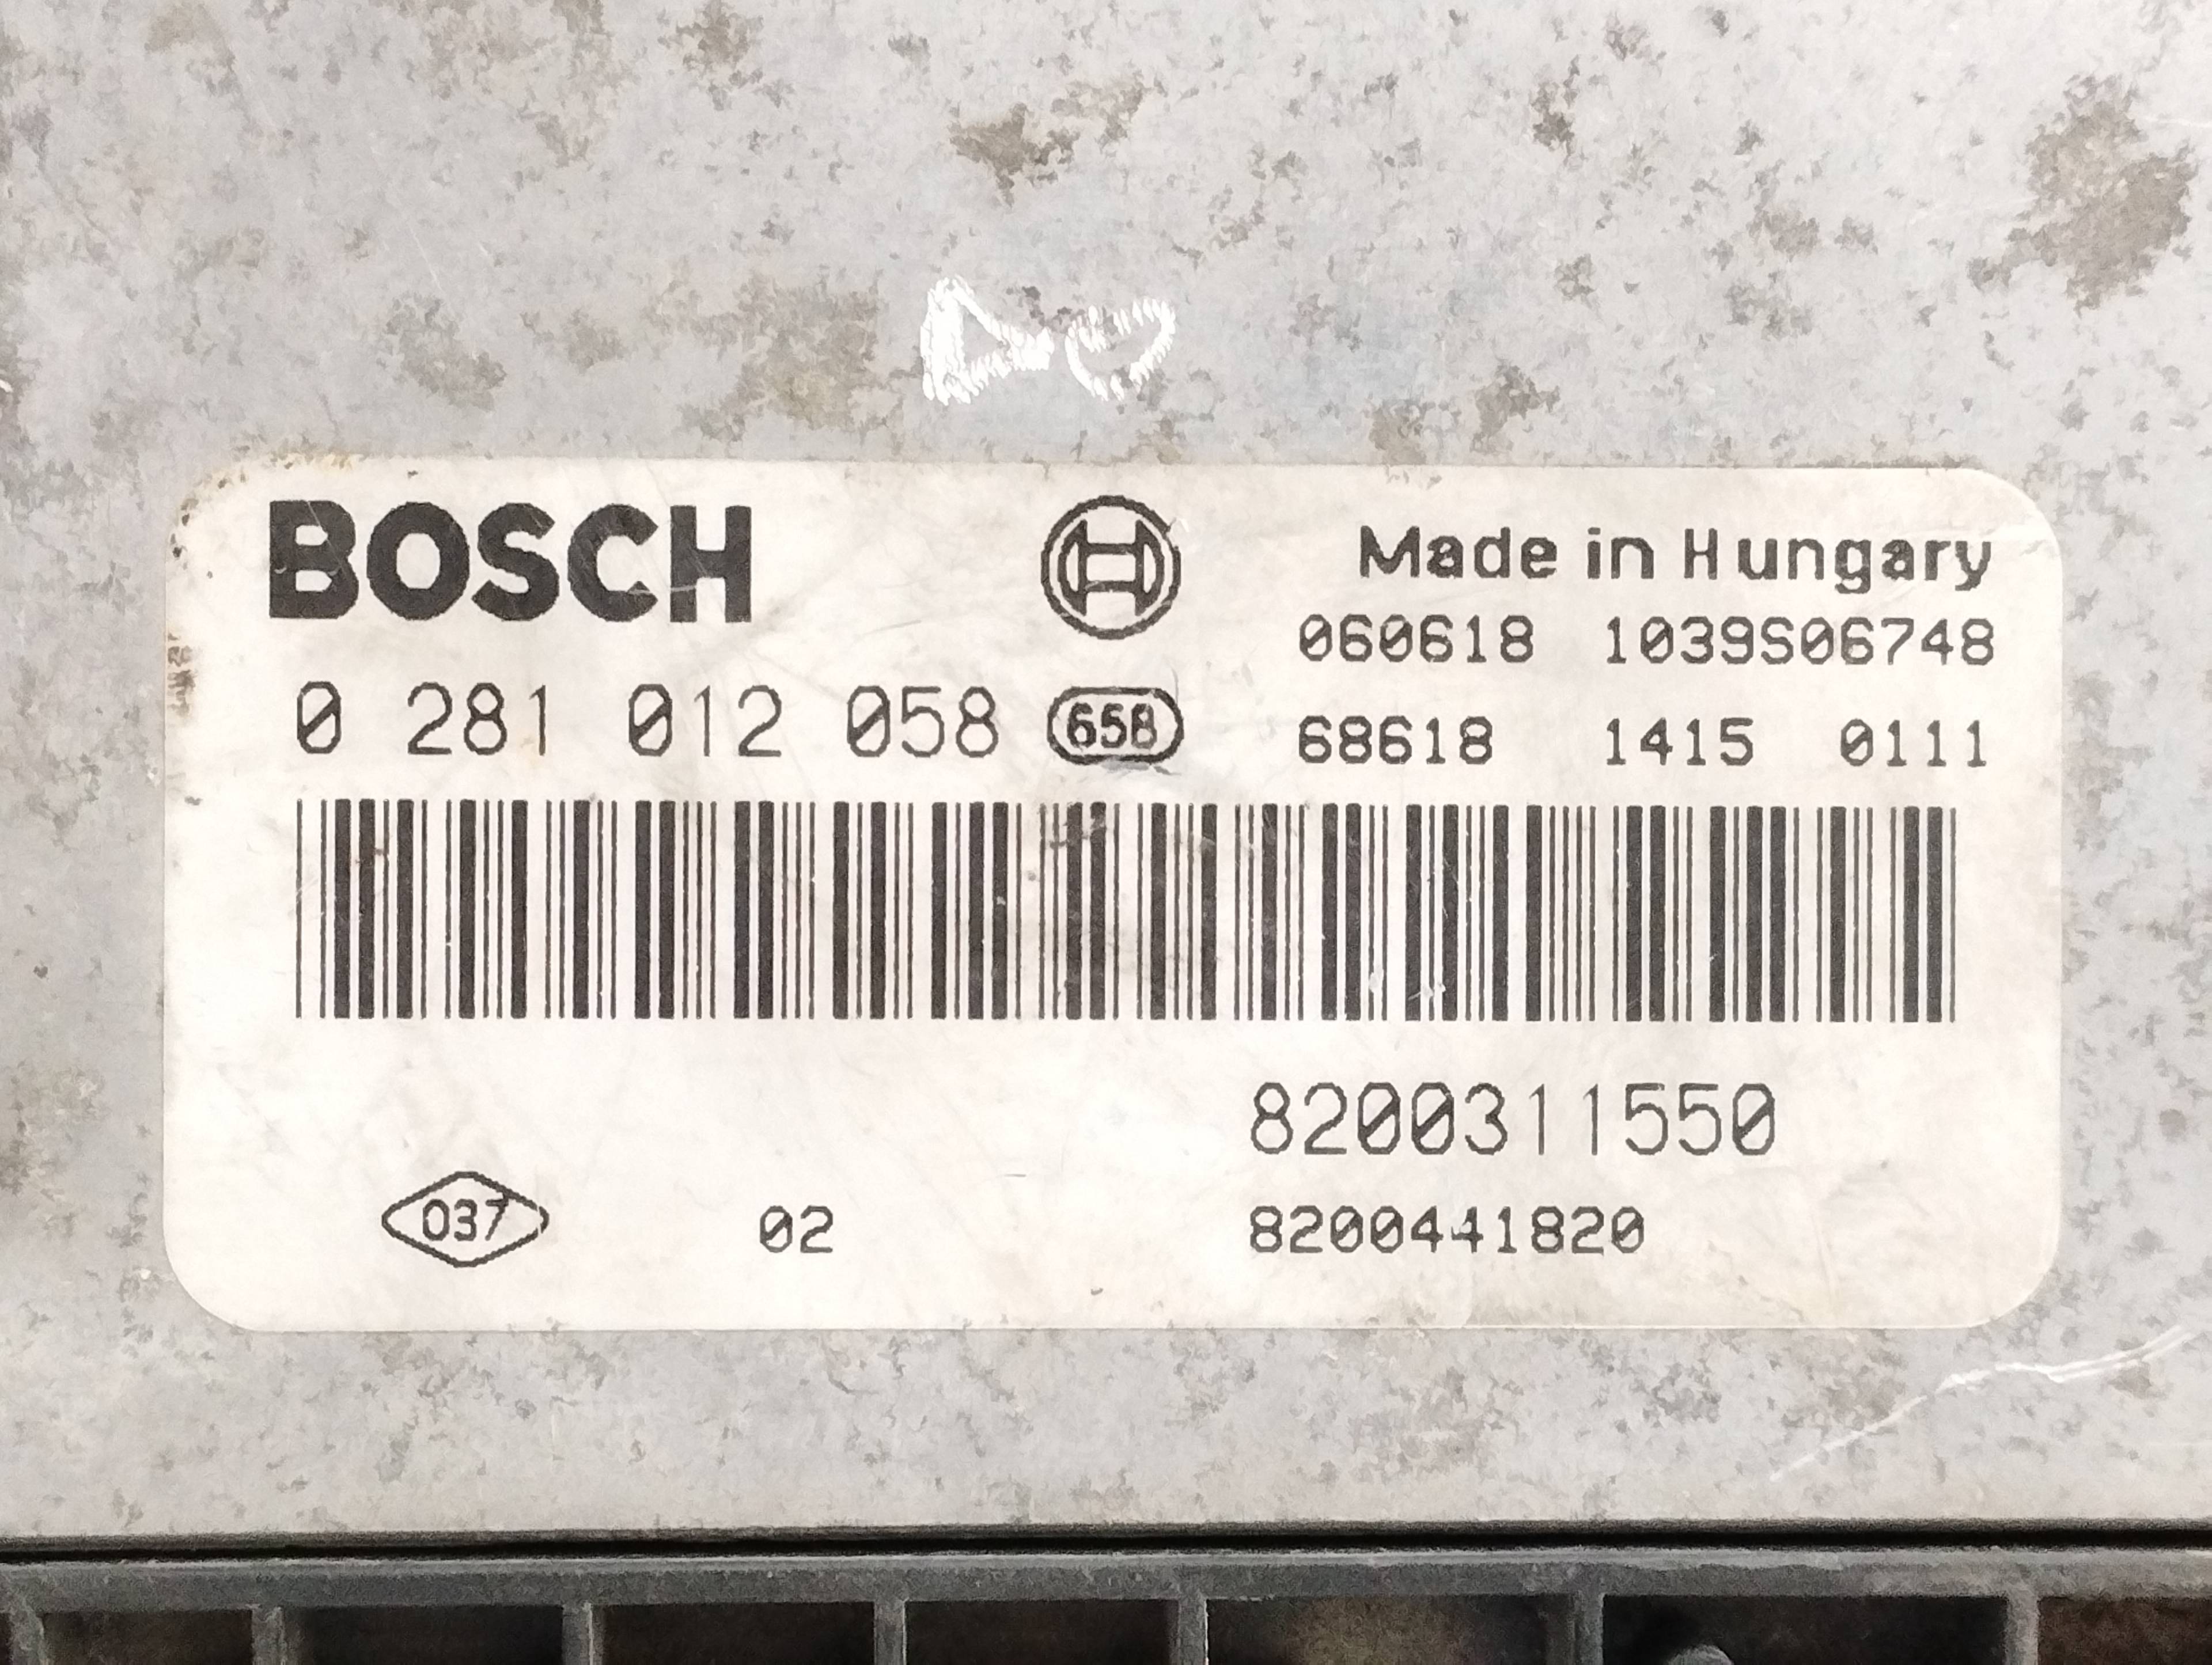 BOSCH
Made in Hungary
060618 1039S06748
0 281 012 058 658
68618 1415 0111
8200311550
037 02 8200441820